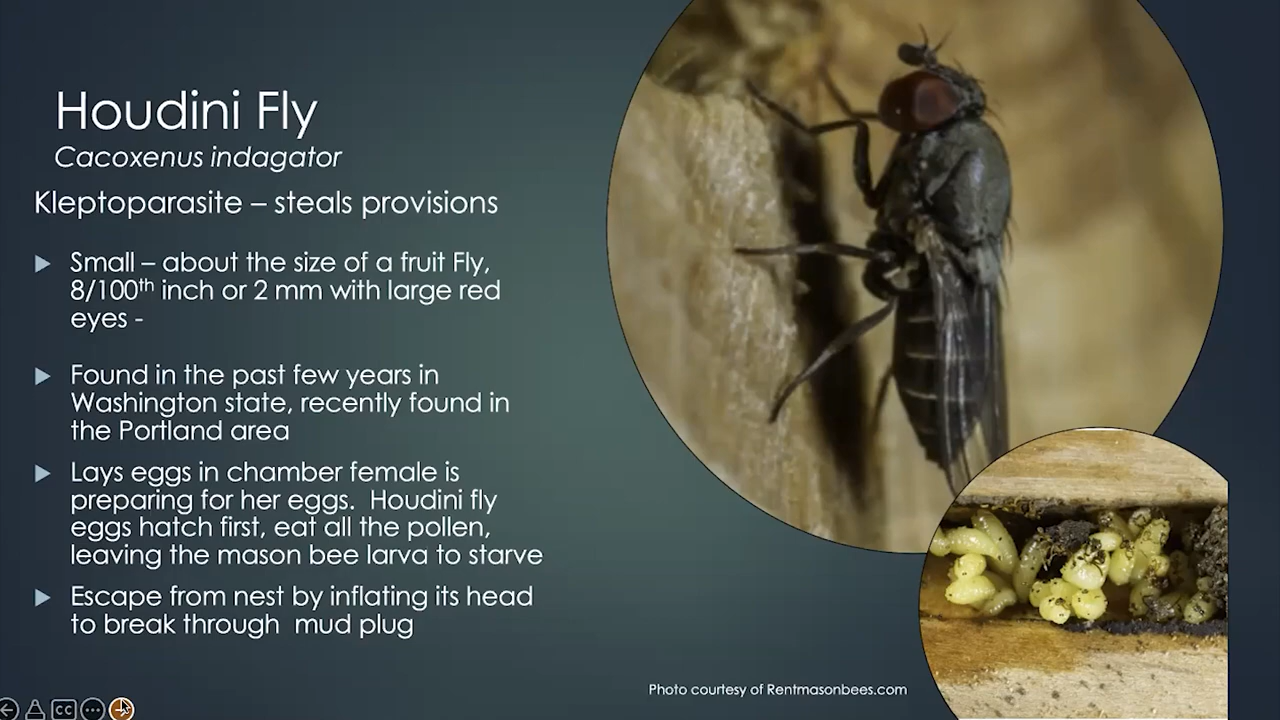 Houdini Fly
Cacoxenus indagator
Kleptoparasite – steals provisions
Small – about the size of a fruit Fly,
8/100th inch or 2 mm with large red
eyes -
Found in the past few years in
Washington state, recently found in
the Portland area
Lays eggs in chamber female is
preparing for her eggs.  Houdini fly
eggs hatch first, eat all the pollen,
leaving the mason bee larva to starve
Escape from nest by inflating its head
to break through  mud plug
Photo courtesy of Rentmasonbees.com
CC